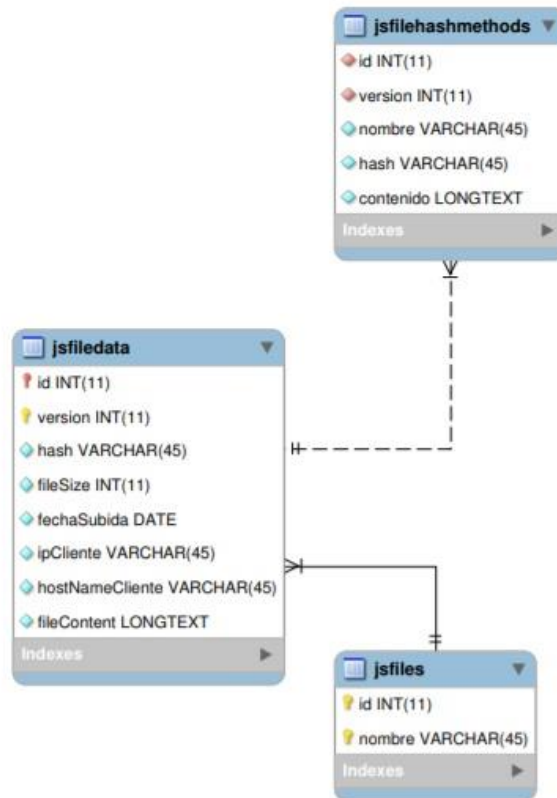 jsfilehashmethods
id INT(11)
version INT(11)
nombre VARCHAR(45)
hash VARCHAR(45)
contenido LONGTEXT
Indexes
jsfiledata
id INT(11)
version INT(11)
hash VARCHAR(45)
fileSize INT(11)
fechaSubida DATE
ipCliente VARCHAR(45)
hostNameCliente VARCHAR(45)
fileContent LONGTEXT
Indexes
jsfiles
id INT(11)
nombre VARCHAR(45)
Indexes